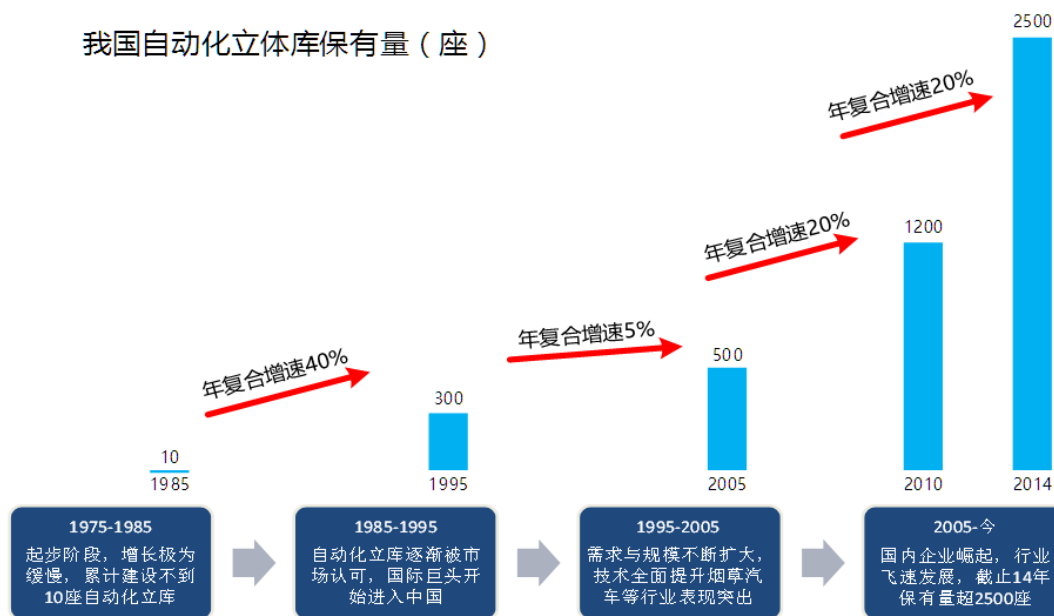 我国自动化立体库保有量（座）
2500
年复合增速20%
1200
年复合增速20%
500
年复合增速5%
300
年复合增速40%
10
1985
1995
2005
2010
2014
1975-1985
起步阶段，增长极为
缓慢，累计建设不到
10座自动化立库
1985-1995
自动化立库逐渐被市
场认可，国际巨头开
始进入中国
1995-2005
需求与规模不断扩大，
技术全面提升烟草汽
车等行业表现突出
2005-今
国内企业崛起，行业
飞速发展，截止14年
保有量超2500座